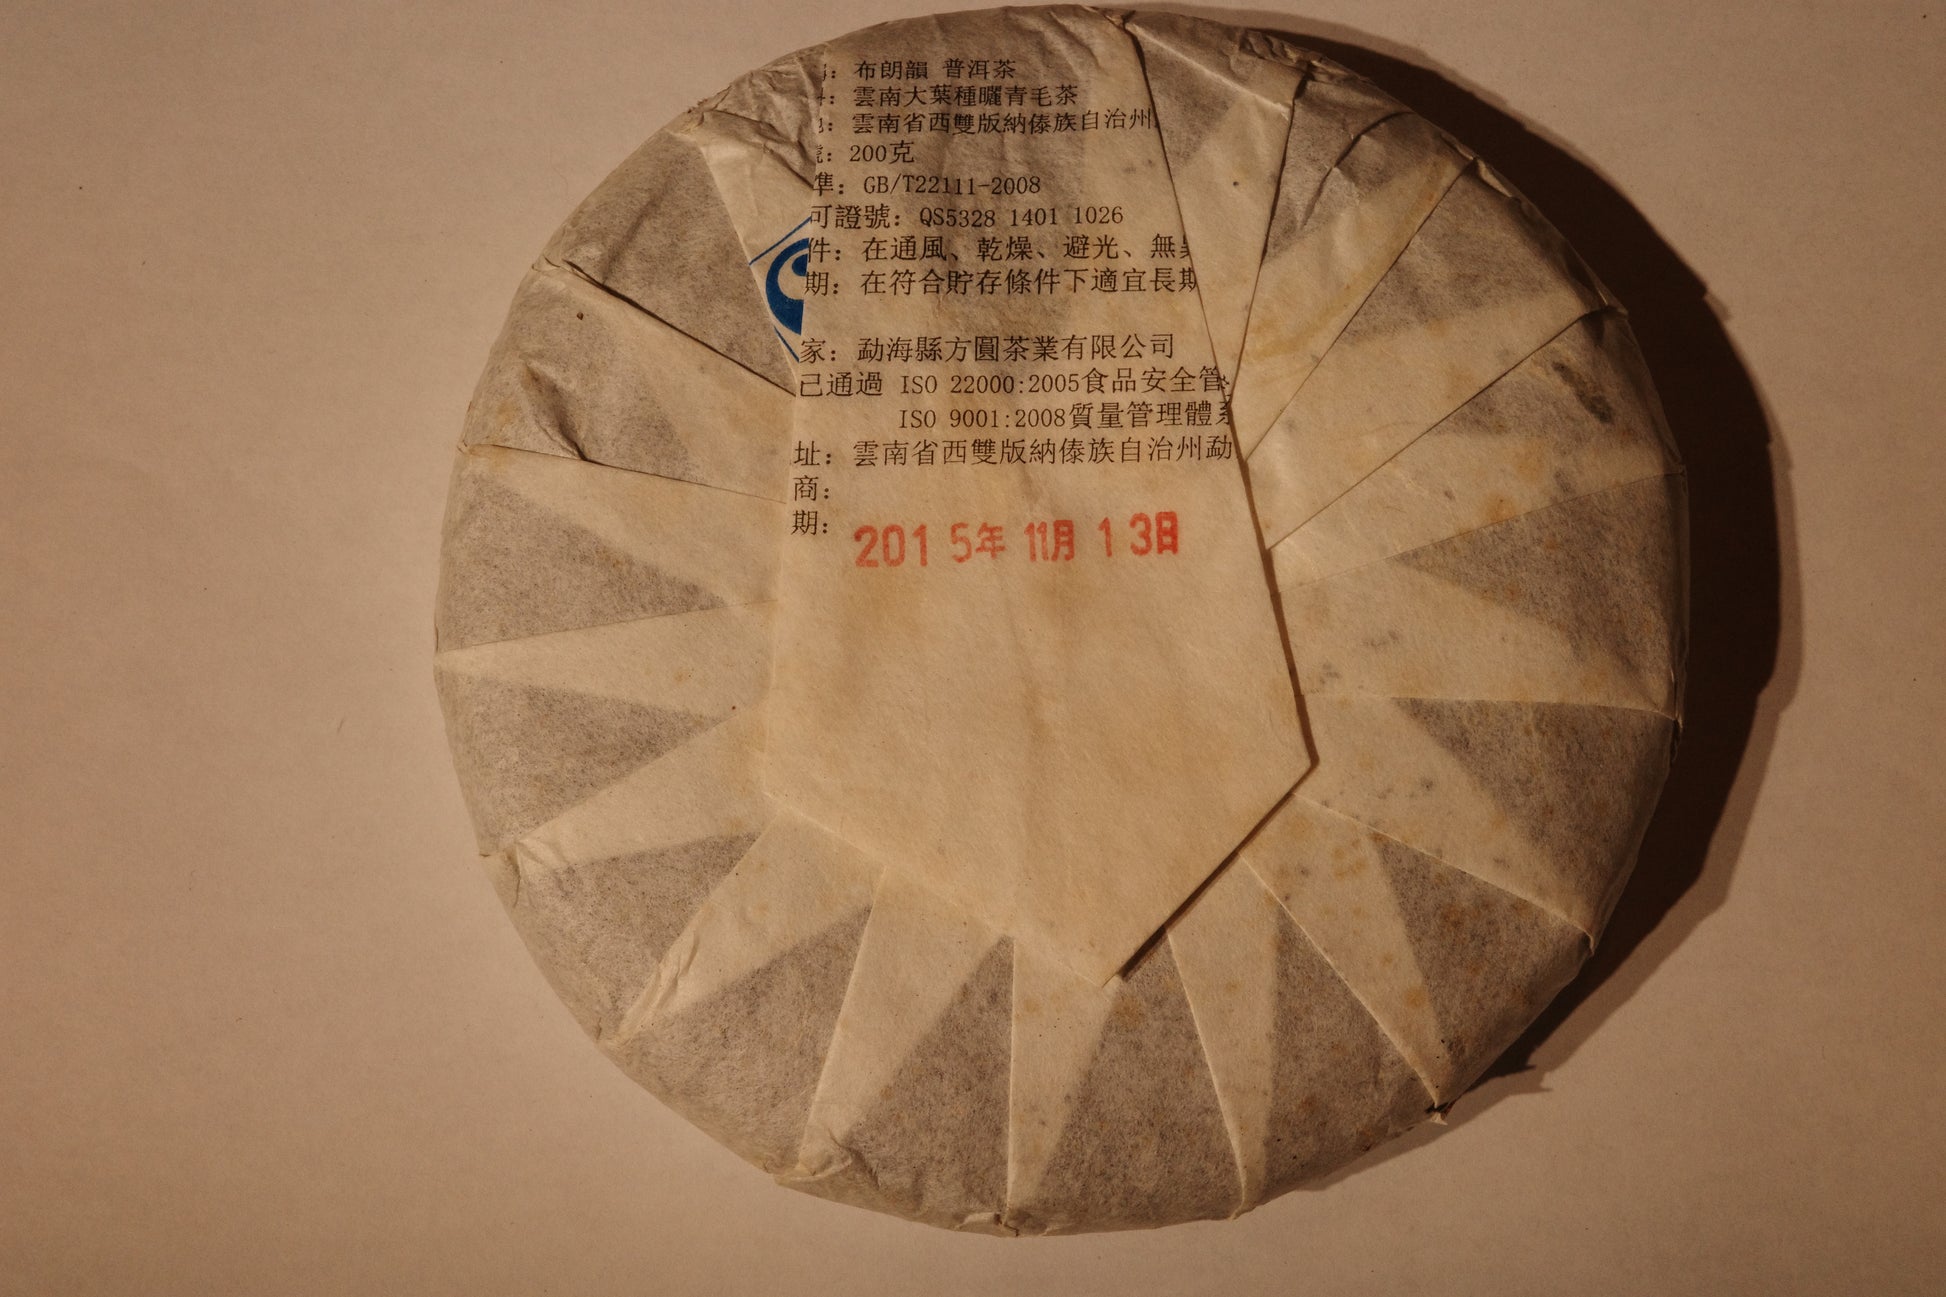 : 布朗韻 普洱茶
: 雲南大葉種曬青毛茶
: 雲南省西雙版納傣族自治州
: 200克
準: GB/T22111-2008
可證號: QS5328 1401 1026
件: 在通風、乾燥、避光、無
期: 在符合貯存條件下適宜長期
家: 勐海縣方圓茶業有限公司
己通過 ISO 22000:2005食品安全管
ISO 9001:2008質量管理體系
址: 雲南省西雙版納傣族自治州勐
商:
期: 2015年 11月 13日